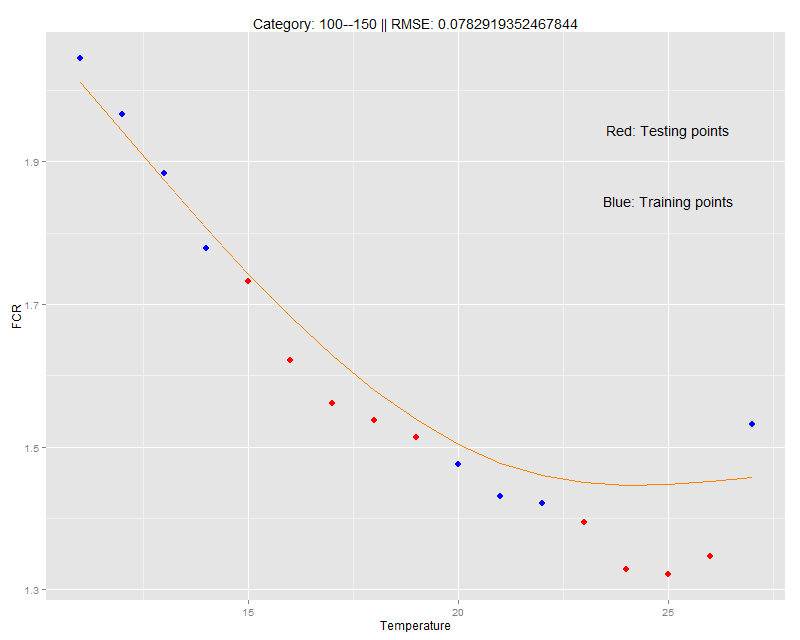 Category: 100--150 || RMSE: 0.0782919352467844
Red: Testing points
Blue: Training points
FCR
1.9
1.7
1.5
1.3
15
20
25
Temperature